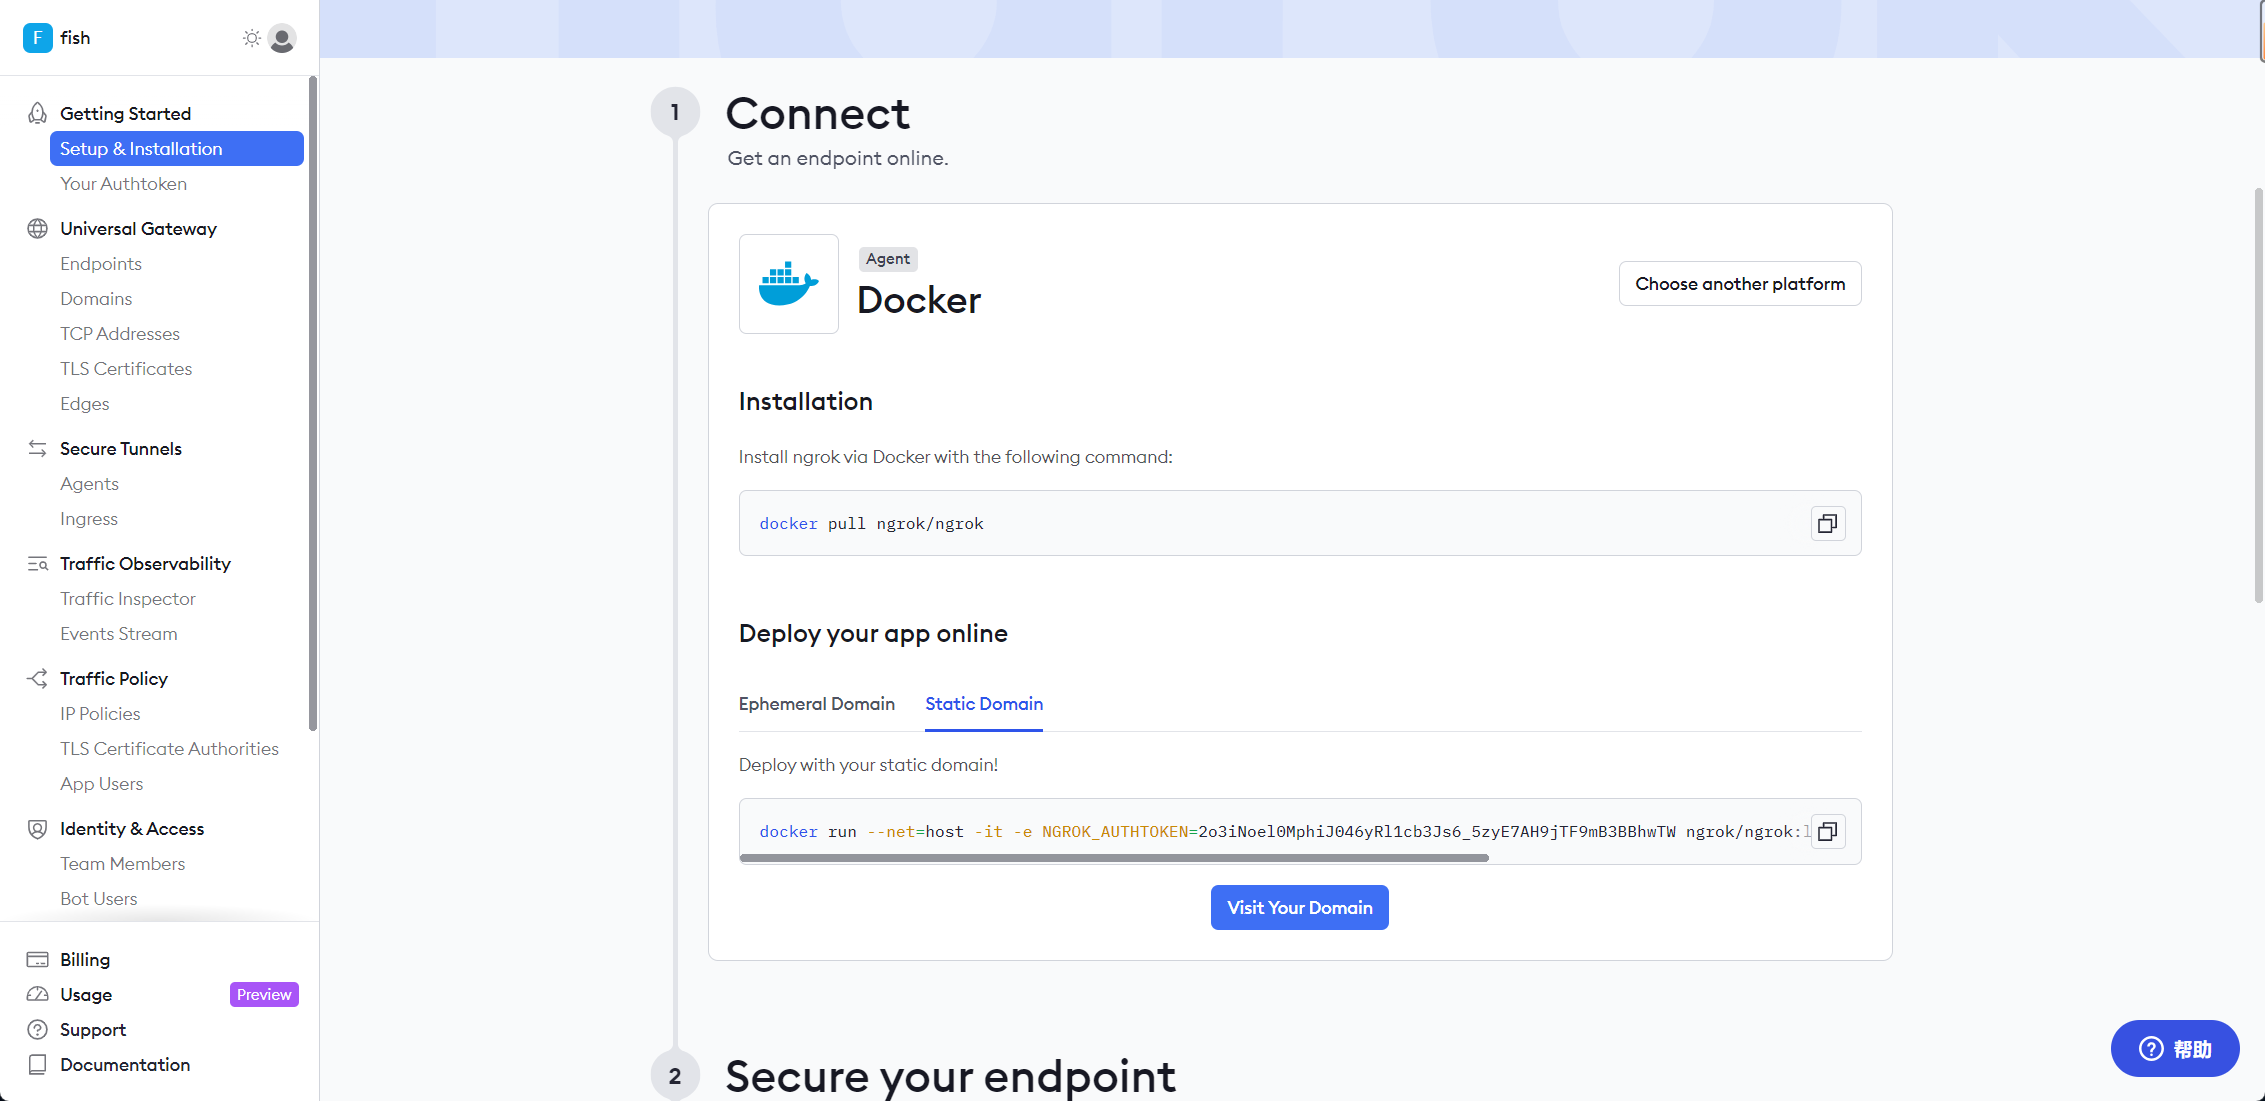 F fish
Getting Started
Setup & Installation
Your Authtoken
Universal Gateway
Endpoints
Domains
TCP Addresses
TLS Certificates
Edges
Secure Tunnels
Agents
Ingress
Traffic Observability
Traffic Inspector
Events Stream
Traffic Policy
IP Policies
TLS Certificate Authorities
App Users
Identity & Access
Team Members
Bot Users
Billing
Usage Preview
Support
Documentation
1 Connect
Get an endpoint online.
Agent
Docker
Choose another platform
Installation
Install ngrok via Docker with the following command:
docker pull ngrok/ngrok
Deploy your app online
Ephemeral Domain Static Domain
Deploy with your static domain!
docker run --net=host -it -e NGROK_AUTHTOKEN=2o3iNoel0MphiJ046yRl1cb3Js6_5zyE7AH9jTF9mB3BBhwTW ngrok/ngrok:l
Visit Your Domain
2 Secure your endpoint
帮助